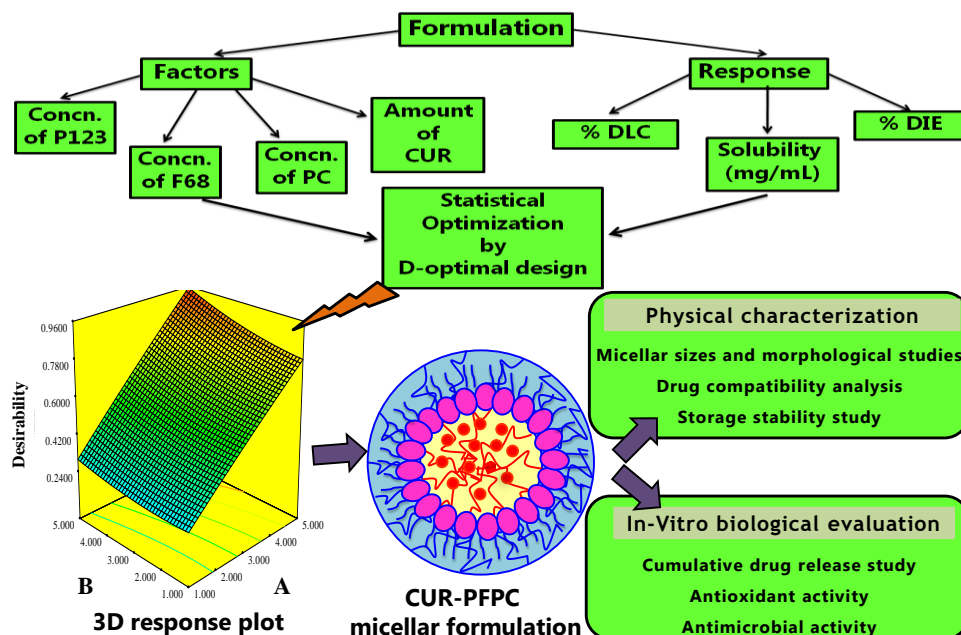 Formulation
Factors
Response
Concn.
of P123
Concn.
of F68
Concn.
of PC
Amount
of
CUR
% DLC
Solubility
(mg/mL)
% DIE
Statistical
Optimization
by
D-optimal design
0.9600
0.7800
0.6000
0.4200
0.2400
Desirability
5.000
4.000
3.000
2.000
1.000
1.000
2.000
3.000
4.000
5.000
B
A
3D response plot
CUR-PFPC
micellar formulation
Physical characterization
Micellar sizes and morphological studies
Drug compatibility analysis
Storage stability study
In-Vitro biological evaluation
Cumulative drug release study
Antioxidant activity
Antimicrobial activity